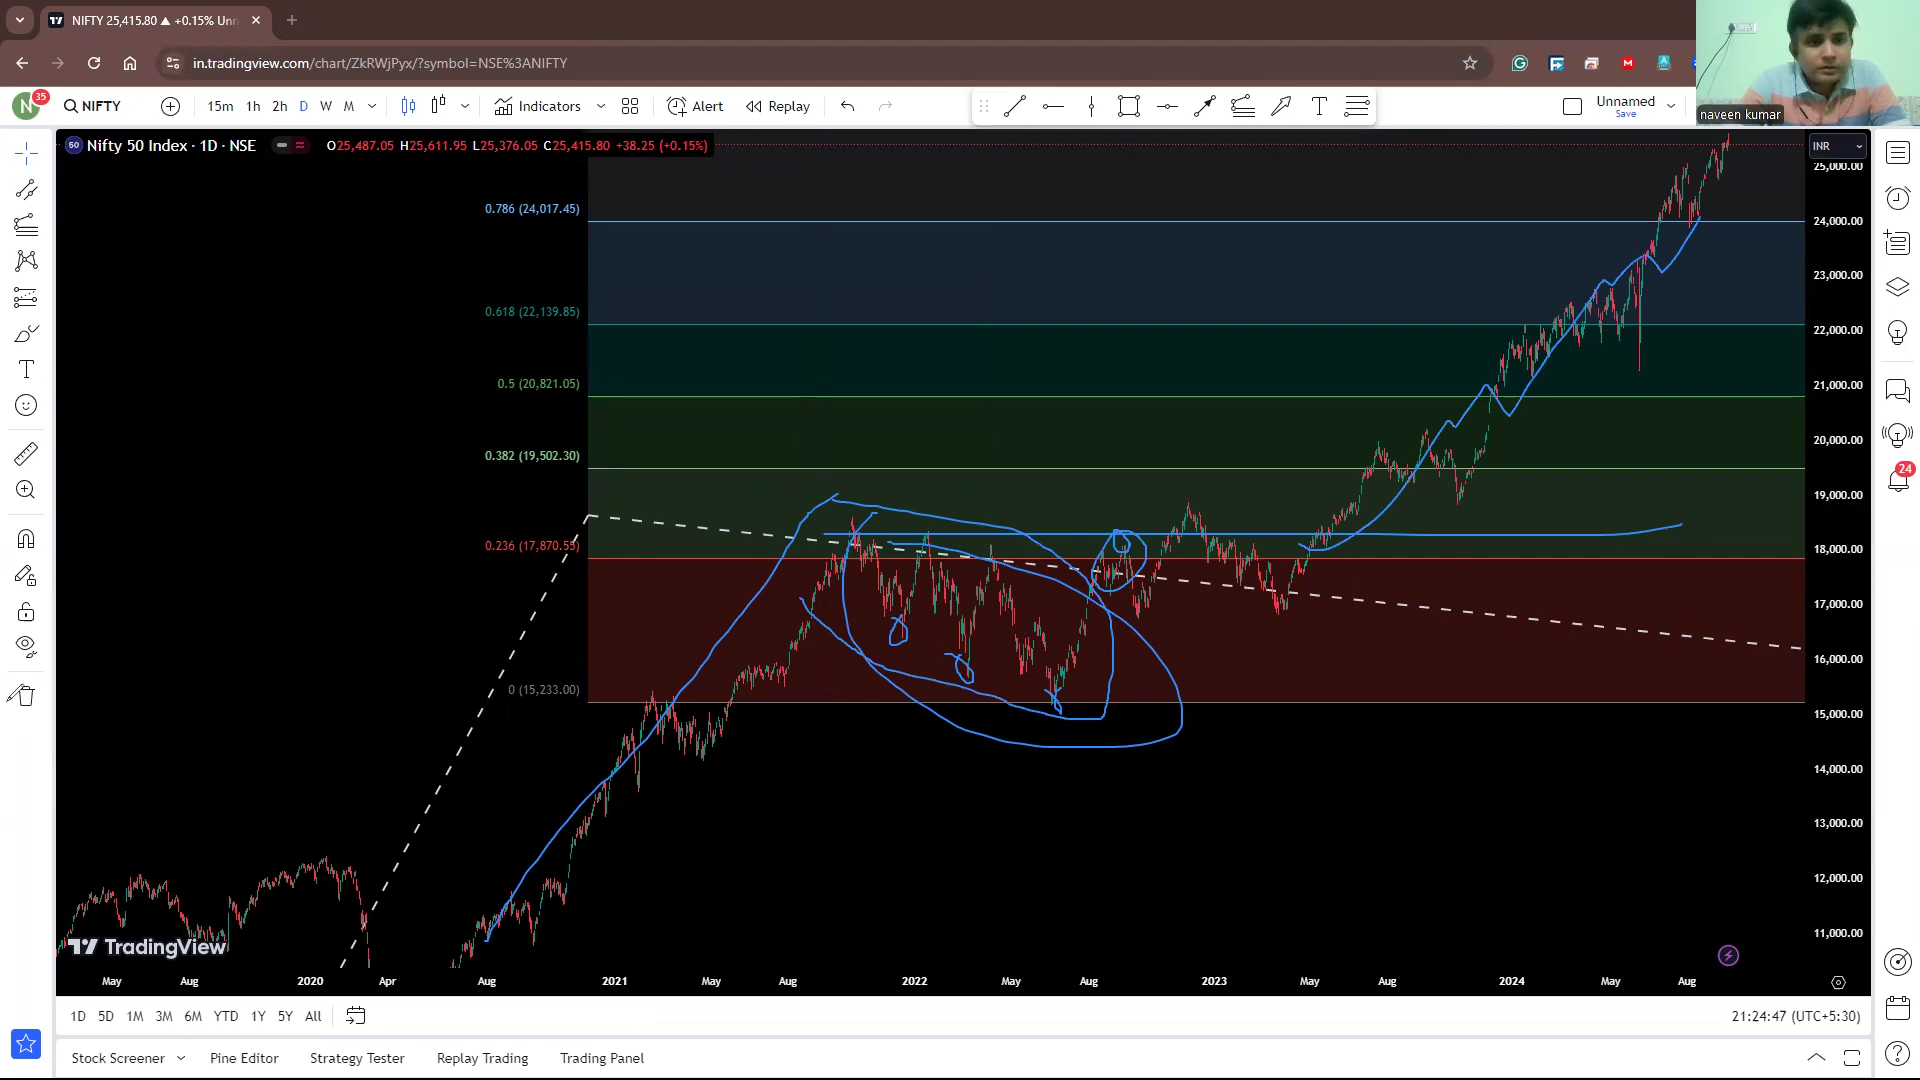 NIFTY 25,415.80 ▲ +0.15% Unn
in.tradingview.com/chart/ZkRWjPyx/?symbol=NSE%3ANIFTY
N 35 NIFTY 15m 1h 2h D W M Indicators Alert Replay Unnamed
Save
naveen kumar
50 Nifty 50 Index · 1D · NSE O25,487.05 H25,611.95 L25,376.05 C25,415.80 +38.25 (+0.15%)
INR
25,000.00
0.786 (24,017.45)
24,000.00
23,000.00
0.618 (22,139.85)
22,000.00
0.5 (20,821.05)
21,000.00
20,000.00
0.382 (19,502.30)
24
19,000.00
0.236 (17,870.55)
18,000.00
17,000.00
16,000.00
0 (15,233.00)
15,000.00
14,000.00
13,000.00
12,000.00
11,000.00
TradingView
May Aug 2020 Apr Aug 2021 May Aug 2022 May Aug 2023 May Aug 2024 May Aug
1D 5D 1M 3M 6M YTD 1Y 5Y All 21:24:47 (UTC+5:30)
Stock Screener Pine Editor Strategy Tester Replay Trading Trading Panel